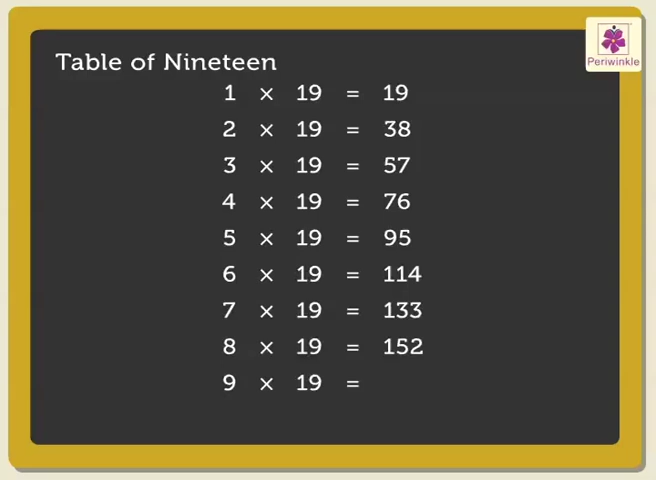 Periwinkle
Table of Nineteen
1 × 19 = 19
2 × 19 = 38
3 × 19 = 57
4 × 19 = 76
5 × 19 = 95
6 × 19 = 114
7 × 19 = 133
8 × 19 = 152
9 × 19 =